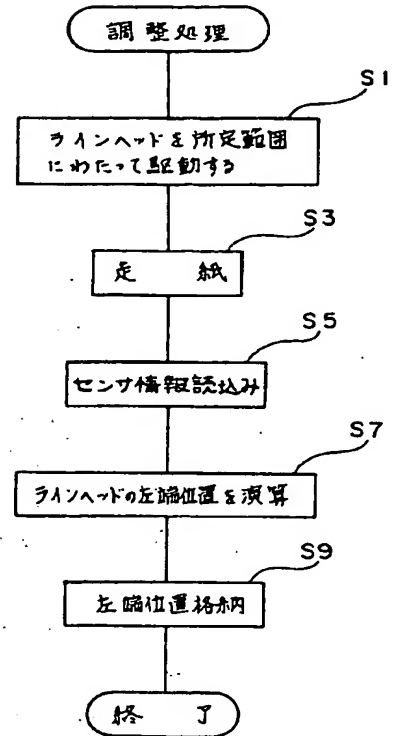 調整処理
S1
ラインヘッドを所定範囲
にわたって駆動する
S3
走 紙
S5
センサ情報読込み
S7
ラインヘッドの左端位置を演算
S9
左端位置格納
終 了